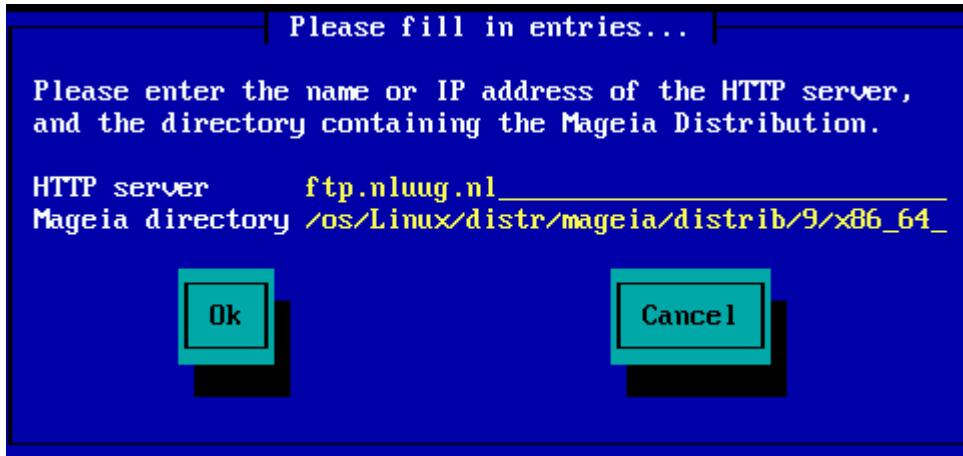 Please fill in entries...
Please enter the name or IP address of the HTTP server,
and the directory containing the Mageia Distribution.
HTTP server ftp.nluug.nl
Mageia directory /os/Linux/distr/mageia/distrib/9/x86_64_
Ok Cancel